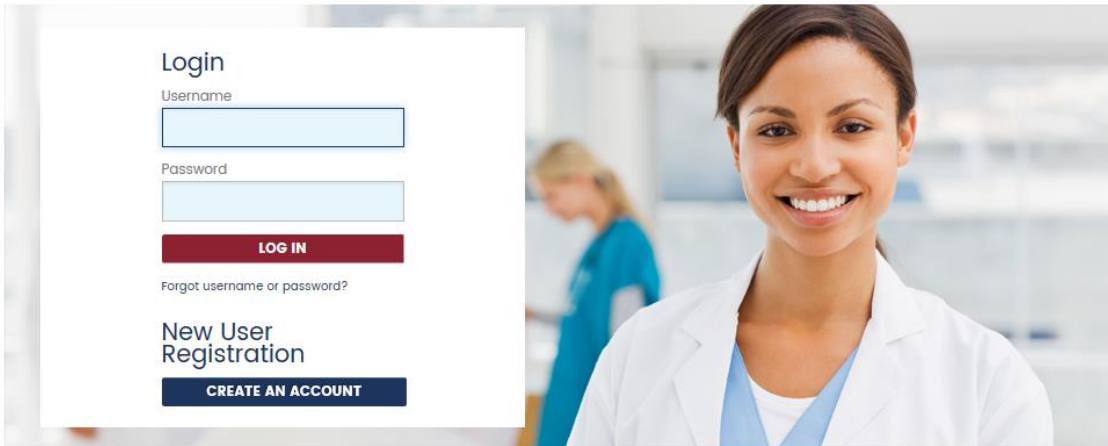 Login
Username
Password
LOG IN
Forgot username or password?
New User
Registration
CREATE AN ACCOUNT